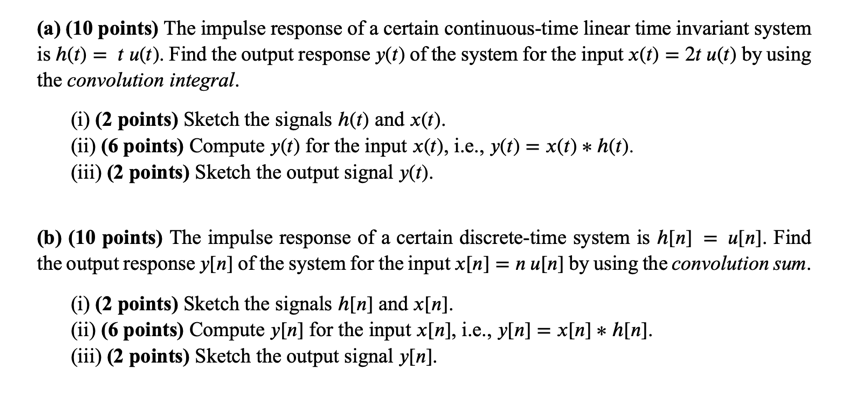 (a) (10 points) The impulse response of a certain continuous-time linear time invariant system
is h(t) = t u(t). Find the output response y(t) of the system for the input x(t) = 2t u(t) by using
the convolution integral.
(i) (2 points) Sketch the signals h(t) and x(t).
(ii) (6 points) Compute y(t) for the input x(t), i.e., y(t) = x(t) * h(t).
(iii) (2 points) Sketch the output signal y(t).
(b) (10 points) The impulse response of a certain discrete-time system is h[n] = u[n]. Find
the output response y[n] of the system for the input x[n] = n u[n] by using the convolution sum.
(i) (2 points) Sketch the signals h[n] and x[n].
(ii) (6 points) Compute y[n] for the input x[n], i.e., y[n] = x[n] * h[n].
(iii) (2 points) Sketch the output signal y[n].